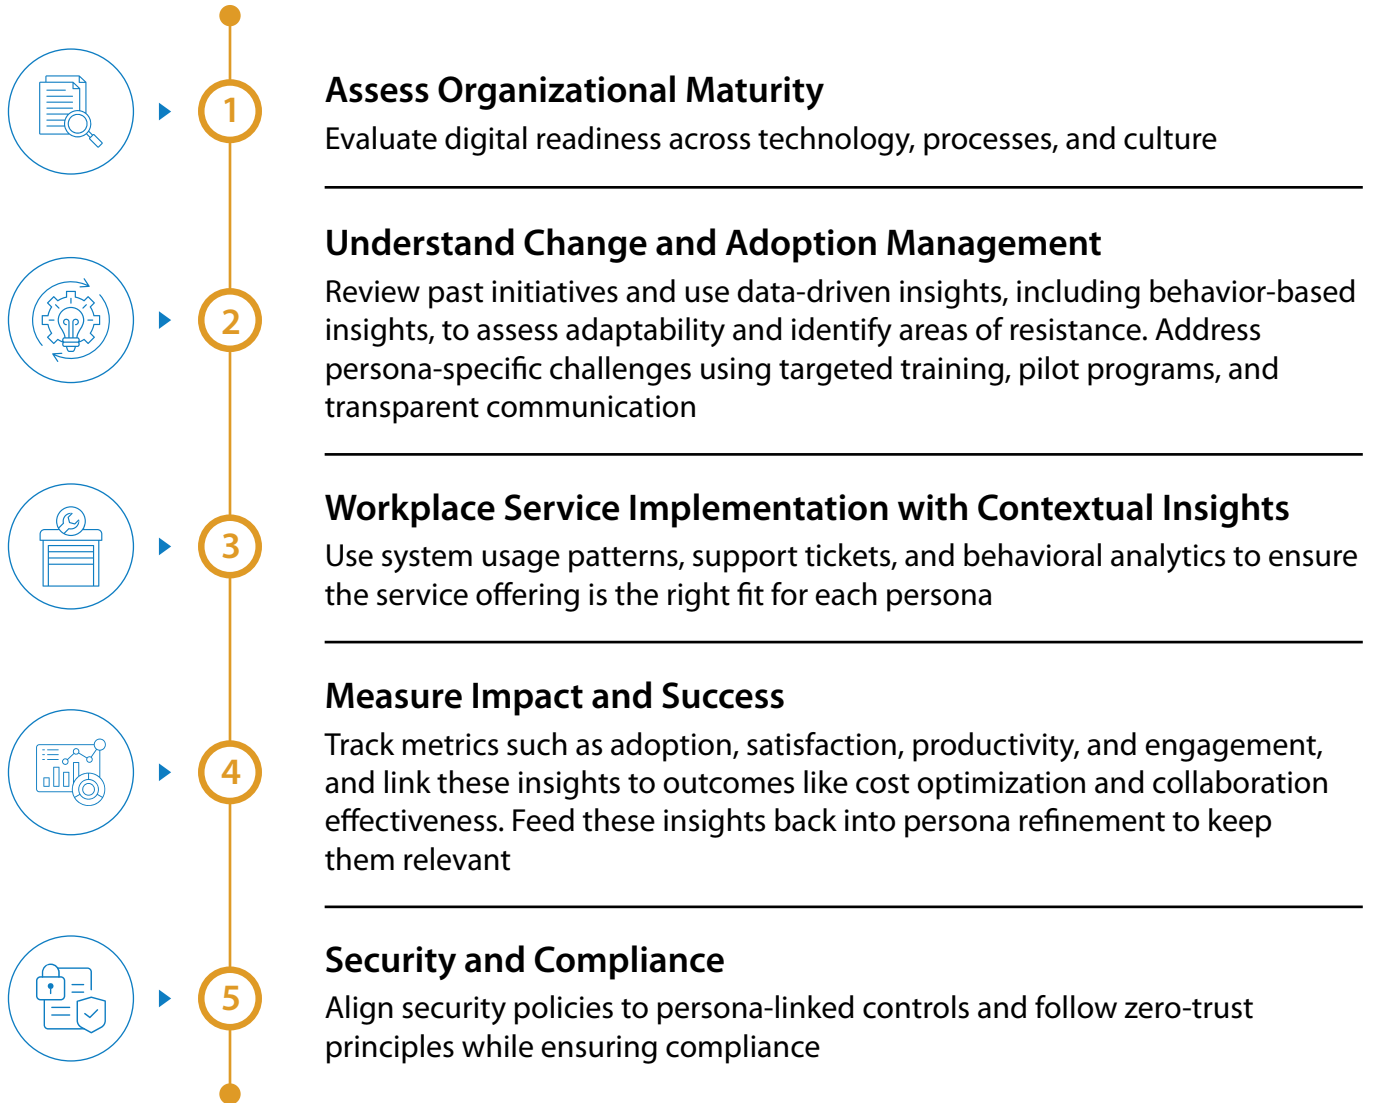 1
Assess Organizational Maturity
Evaluate digital readiness across technology, processes, and culture
2
Understand Change and Adoption Management
Review past initiatives and use data-driven insights, including behavior-based
insights, to assess adaptability and identify areas of resistance. Address
persona-specific challenges using targeted training, pilot programs, and
transparent communication
3
Workplace Service Implementation with Contextual Insights
Use system usage patterns, support tickets, and behavioral analytics to ensure
the service offering is the right fit for each persona
4
Measure Impact and Success
Track metrics such as adoption, satisfaction, productivity, and engagement,
and link these insights to outcomes like cost optimization and collaboration
effectiveness. Feed these insights back into persona refinement to keep
them relevant
5
Security and Compliance
Align security policies to persona-linked controls and follow zero-trust
principles while ensuring compliance